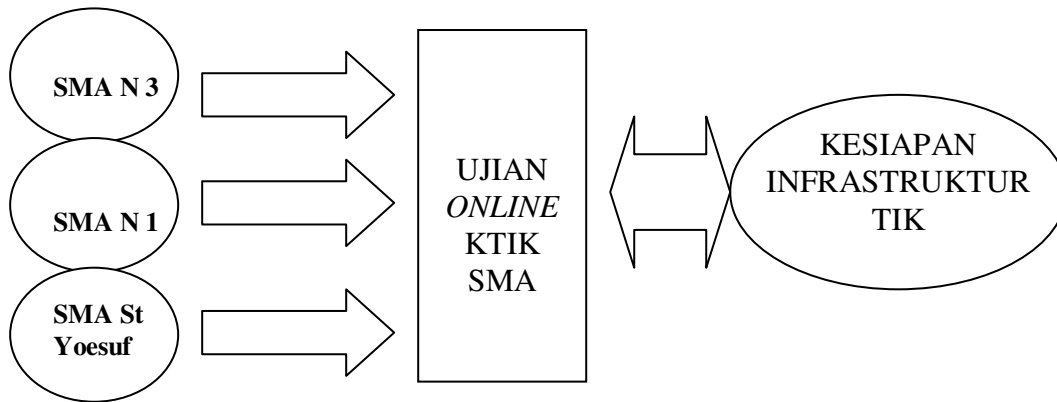 SMA N 3
SMA N 1
SMA St
Yoesuf
UJIAN
ONLINE
KTIK
SMA
KESIAPAN
INFRASTRUKTUR
TIK